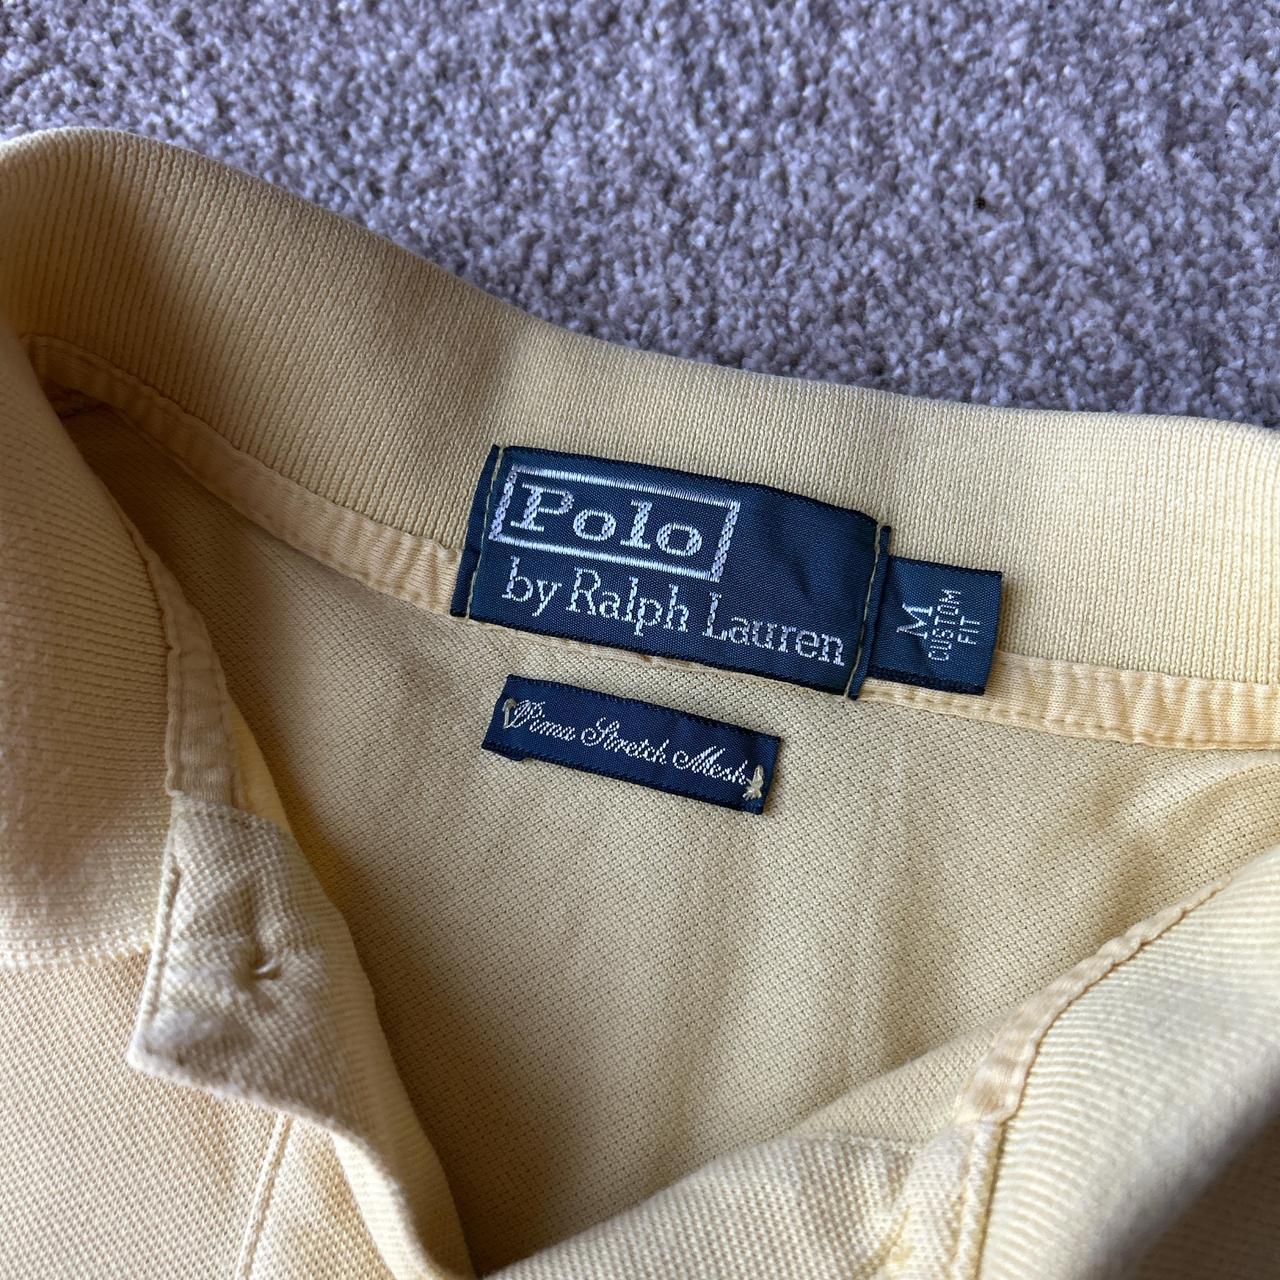 Polo
by Ralph Lauren
M
CUSTOM
FIT
Pima Stretch Mesh